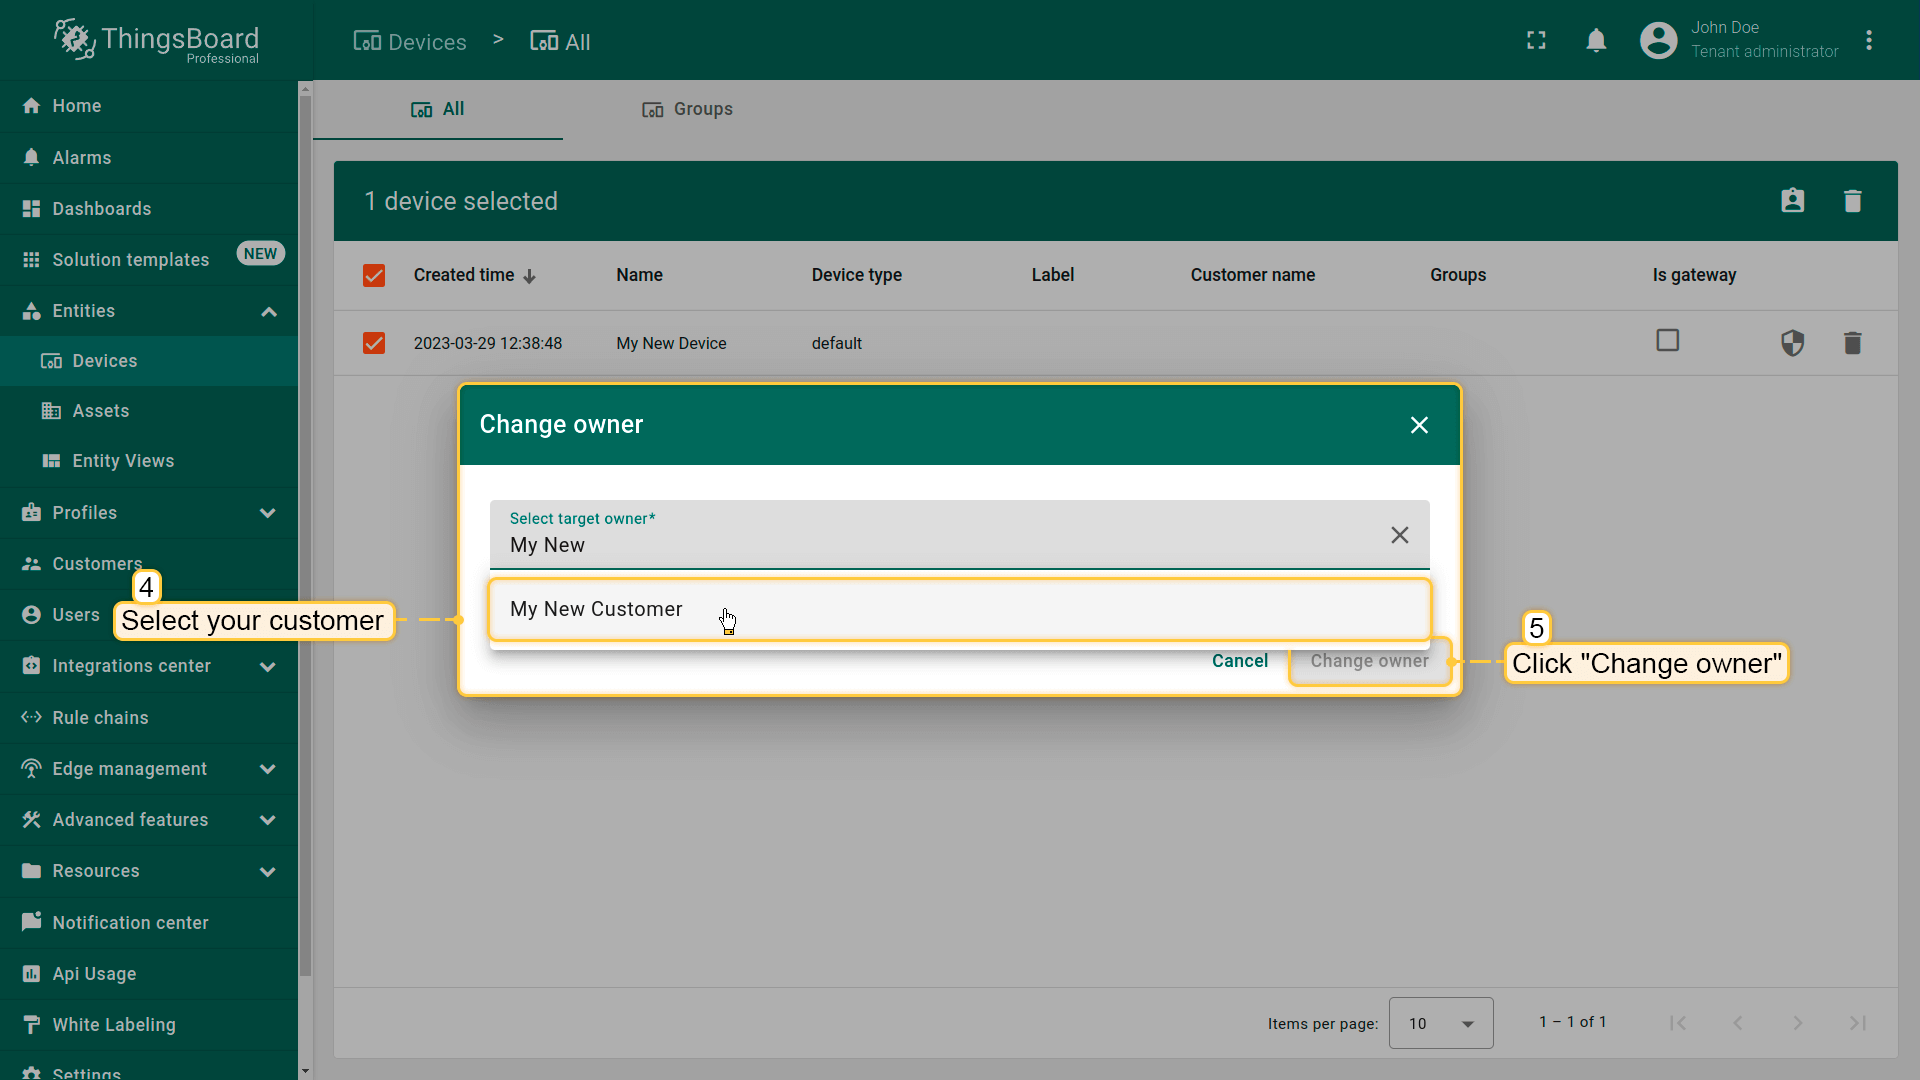 ThingsBoard
Professional
Devices > All
John Doe
Tenant administrator
Home
Alarms
Dashboards
Solution templates NEW
Entities
Devices
Assets
Entity Views
Profiles
Customers
Users
Integrations center
Rule chains
Edge management
Advanced features
Resources
Notification center
Api Usage
White Labeling
Settings
All Groups
1 device selected
Created time Name Device type Label Customer name Groups Is gateway
2023-03-29 12:38:48 My New Device default
Change owner
Select target owner*
My New
My New Customer
Cancel Change owner
4
Select your customer
5
Click "Change owner"
Items per page: 10 1 – 1 of 1